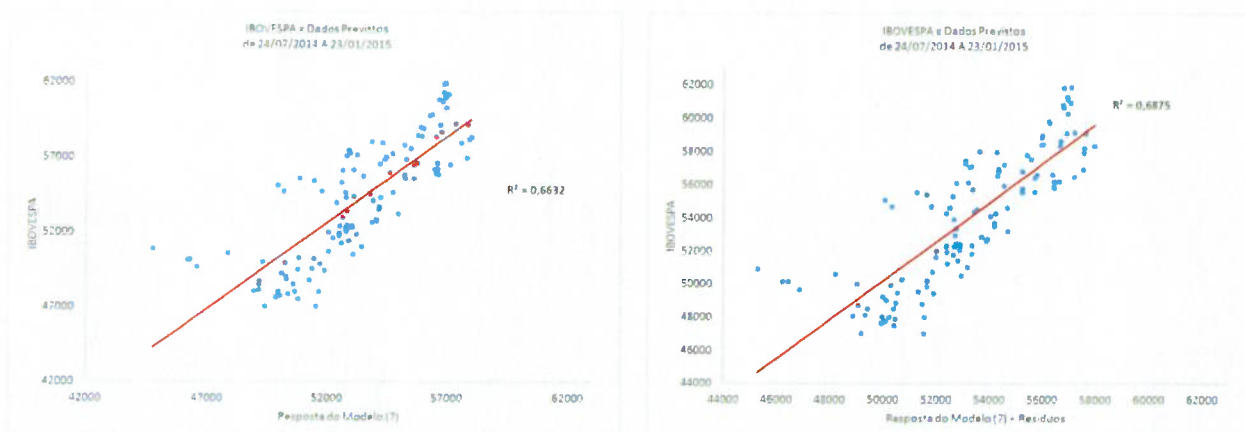 IBOVESPA x Dados Previstos
de 24/07/2014 A 23/01/2015
62000
57000
52000
47000
42000
IBOVESPA
R² = 0,6632
42000 47000 52000 57000 62000
Resposta do Modelo (7)
IBOVESPA x Dados Previstos
de 24/07/2014 A 23/01/2015
62000
60000
58000
56000
54000
52000
50000
48000
46000
44000
IBOVESPA
R² = 0,6875
44000 46000 48000 50000 52000 54000 56000 58000 60000 62000
Resposta do Modelo (7) + Resíduos